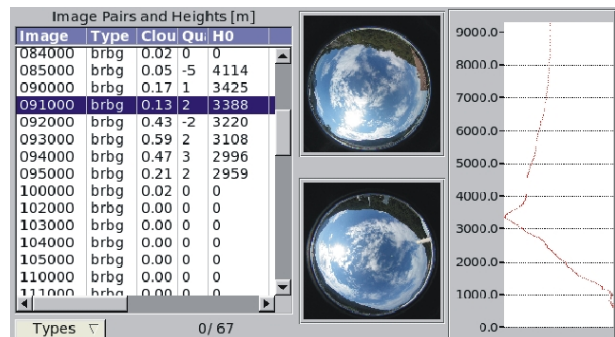 Image Pairs and Heights [m]
Image Type Clou Qu H0
084000 brbg 0.02 0 0
085000 brbg 0.05 -5 4114
090000 brbg 0.17 1 3425
091000 brbg 0.13 2 3388
092000 brbg 0.43 -2 3220
093000 brbg 0.59 2 3108
094000 brbg 0.47 3 2996
095000 brbg 0.21 2 2959
100000 brbg 0.02 0 0
102000 brbg 0.00 0 0
103000 brbg 0.00 0 0
104000 brbg 0.00 0 0
105000 brbg 0.00 0 0
110000 brbg 0.00 0 0
111000 brbg 0.00 0 0
Types 0/ 67
9000.0
8000.0
7000.0
6000.0
5000.0
4000.0
3000.0
2000.0
1000.0
0.0